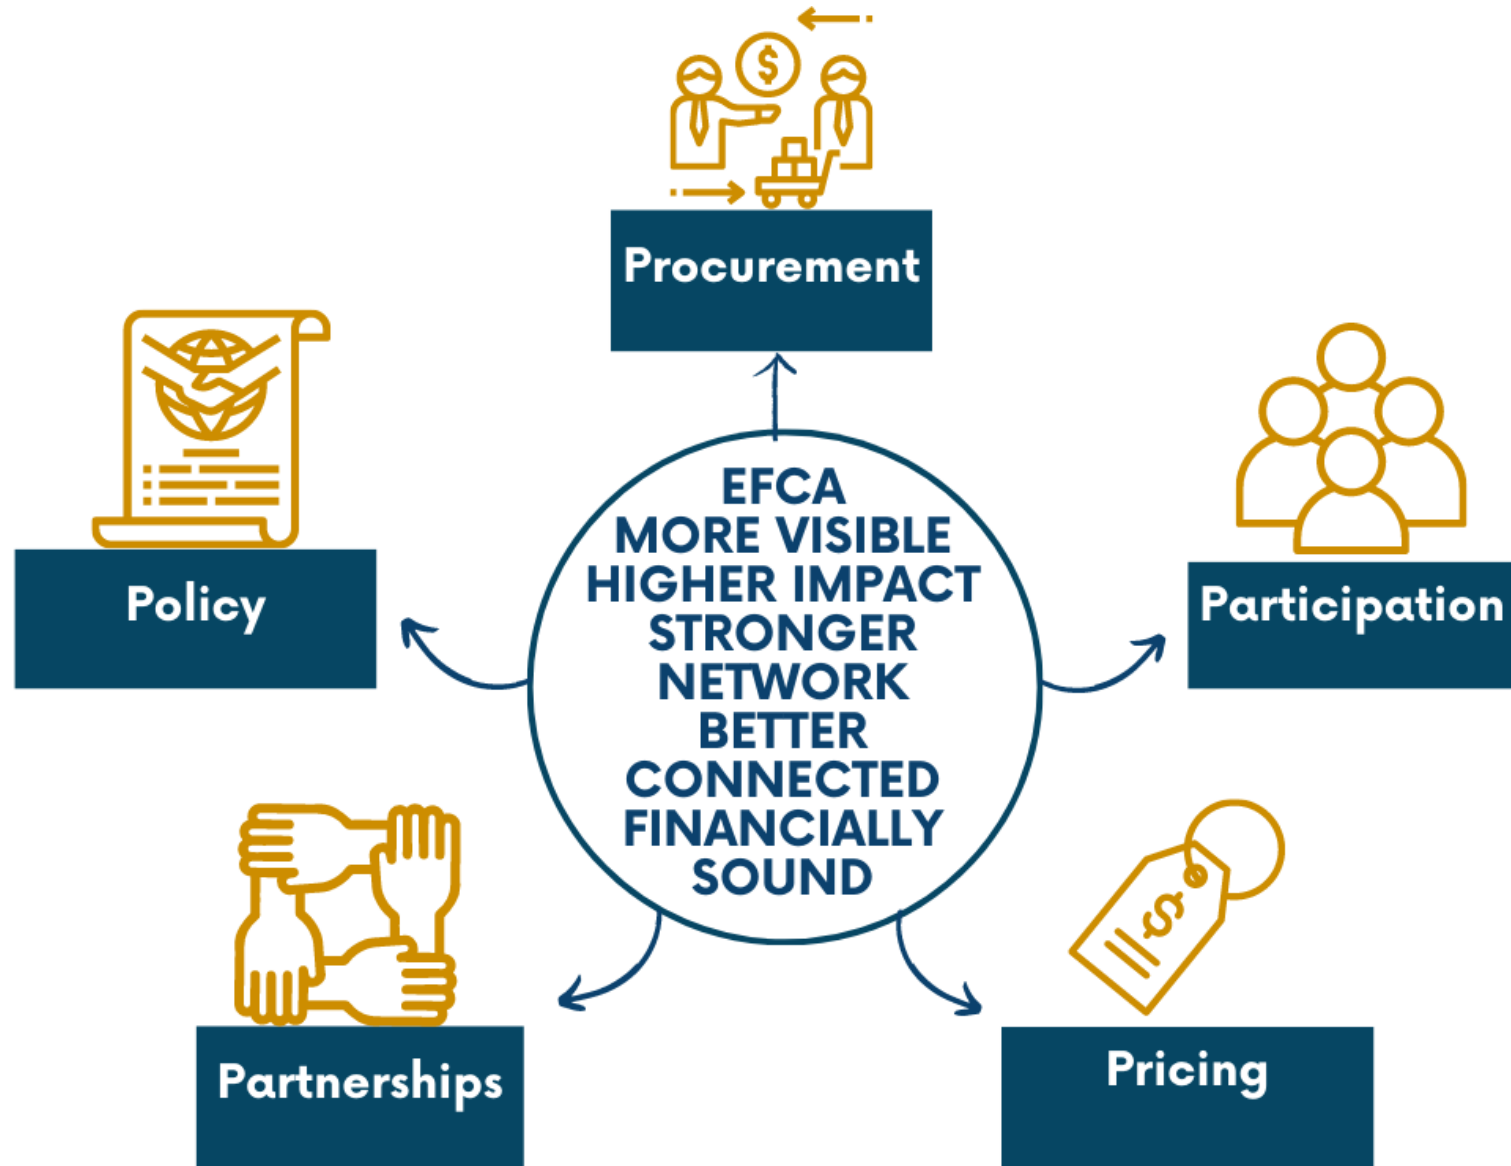 Procurement
Policy
Participation
EFCA
MORE VISIBLE
HIGHER IMPACT
STRONGER
NETWORK
BETTER
CONNECTED
FINANCIALLY
SOUND
Partnerships
Pricing